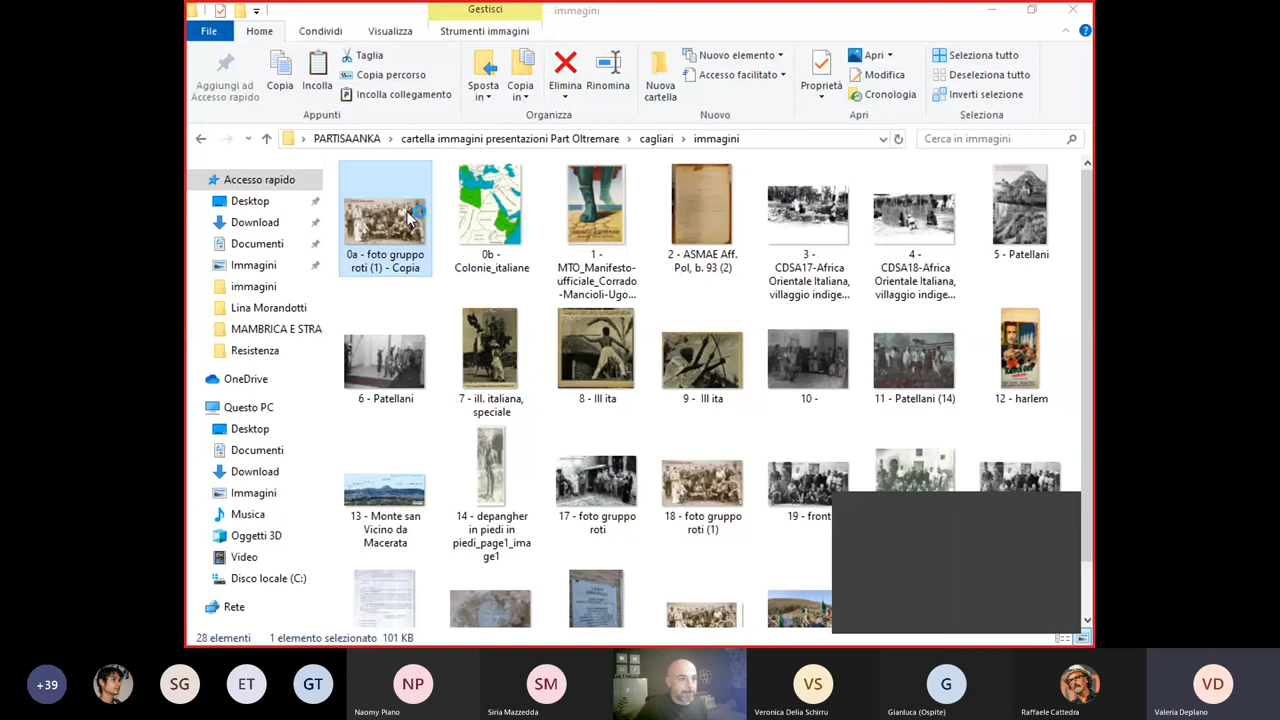 Gestisci
immagini
File
Home
Condividi
Visualizza
Strumenti immagini
Aggiungi ad
Accesso rapido
Copia
Incolla
Taglia
Copia percorso
Incolla collegamento
Appunti
Sposta
in
Copia
in
Elimina
Rinomina
Organizza
Nuova
cartella
Nuovo elemento
Accesso facilitato
Nuovo
Proprietà
Apri
Modifica
Cronologia
Apri
Seleziona tutto
Deseleziona tutto
Inverti selezione
Seleziona
PARTISAANKA
cartella immagini presentazioni Part Oltremare
cagliari
immagini
Cerca in immagini
Accesso rapido
Desktop
Download
Documenti
Immagini
immagini
Lina Morandotti
MAMBRICA E STRA
Resistenza
OneDrive
Questo PC
Desktop
Documenti
Download
Immagini
Musica
Oggetti 3D
Video
Disco locale (C:)
Rete
0a - foto gruppo
roti (1) - Copia
0b -
Colonie_italiane
1 -
MTO_Manifesto-
ufficiale_Corrado
-Mancioli-Ugo...
2 - ASMAE Aff.
Pol, b. 93 (2)
3 -
CDSA17-Africa
Orientale Italiana,
villaggio indige...
4 -
CDSA18-Africa
Orientale Italiana,
villaggio indige...
5 - Patellani
6 - Patellani
7 - ill. italiana,
speciale
8 - Ill ita
9 - Ill ita
10 -
11 - Patellani (14)
12 - harlem
13 - Monte san
Vicino da
Macerata
14 - depangher
in piedi in
piedi_page1_ima
ge1
17 - foto gruppo
roti
18 - foto gruppo
roti (1)
19 - front
28 elementi
1 elemento selezionato 101 KB
+39
SG
ET
GT
NP
Naomy Piano
SM
Siria Mazzedda
VS
Veronica Delia Schirru
G
Gianluca (Ospite)
Raffaele Cattedra
VD
Valeria Deplano